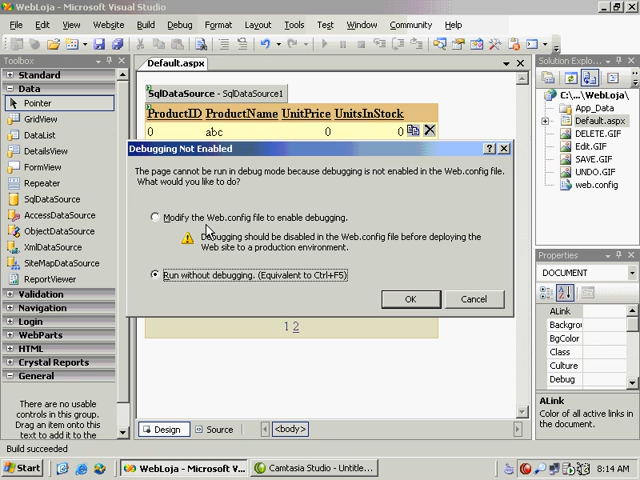 WebLoja - Microsoft Visual Studio
File Edit View Website Build Debug Format Layout Tools Test Window Community Help
Toolbox
Standard
Data
Pointer
GridView
DataList
DetailsView
FormView
Repeater
SqlDataSource
AccessDataSource
ObjectDataSource
XmlDataSource
SiteMapDataSource
ReportViewer
Validation
Navigation
Login
WebParts
HTML
Crystal Reports
General
There are no usable
controls in this group.
Drag an item onto this
text to add it to the
Default.aspx
SqlDataSource - SqlDataSource1
ProductID ProductName UnitPrice UnitsInStock
0 abc 0 0
Debugging Not Enabled
The page cannot be run in debug mode because debugging is not enabled in the Web.config file.
What would you like to do?
Modify the Web.config file to enable debugging.
Debugging should be disabled in the Web.config file before deploying the
Web site to a production environment.
Run without debugging. (Equivalent to Ctrl+F5)
OK Cancel
1 2
Design Source <body>
Solution Explo...
C:\...\WebLoja\
App_Data
Default.aspx
DELETE.GIF
Edit.GIF
SAVE.GIF
UNDO.GIF
web.config
Properties
DOCUMENT
ALink
Backgrou
BgColor
Class
Culture
Debug
ALink
Color of all active links in
the document.
Build succeeded
Start WebLoja - Microsoft V... Camtasia Studio - Untitle... 8:14 AM